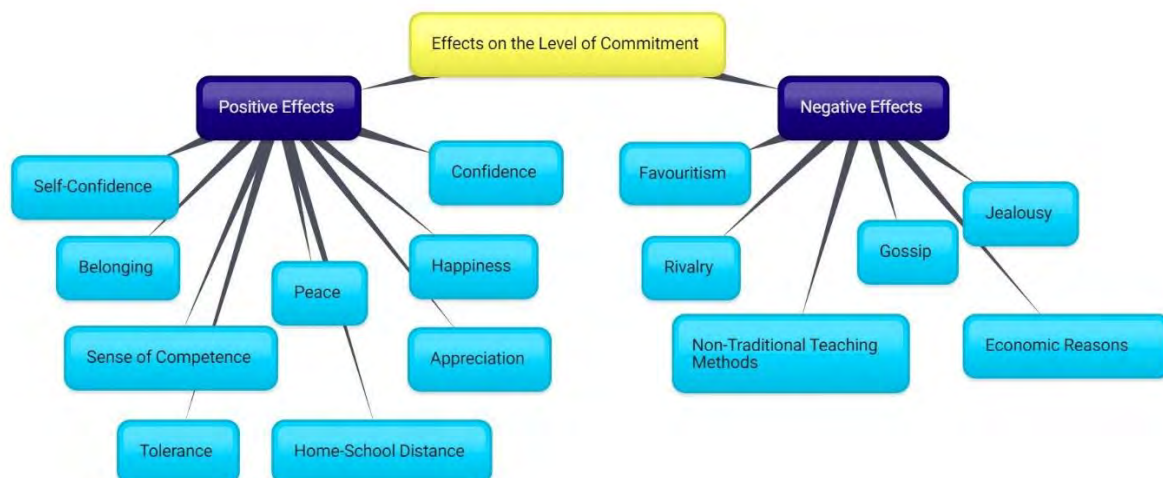 Effects on the Level of Commitment
Positive Effects
Negative Effects
Self-Confidence
Confidence
Belonging
Peace
Happiness
Sense of Competence
Appreciation
Tolerance
Home-School Distance
Favouritism
Jealousy
Rivalry
Gossip
Non-Traditional Teaching
Methods
Economic Reasons